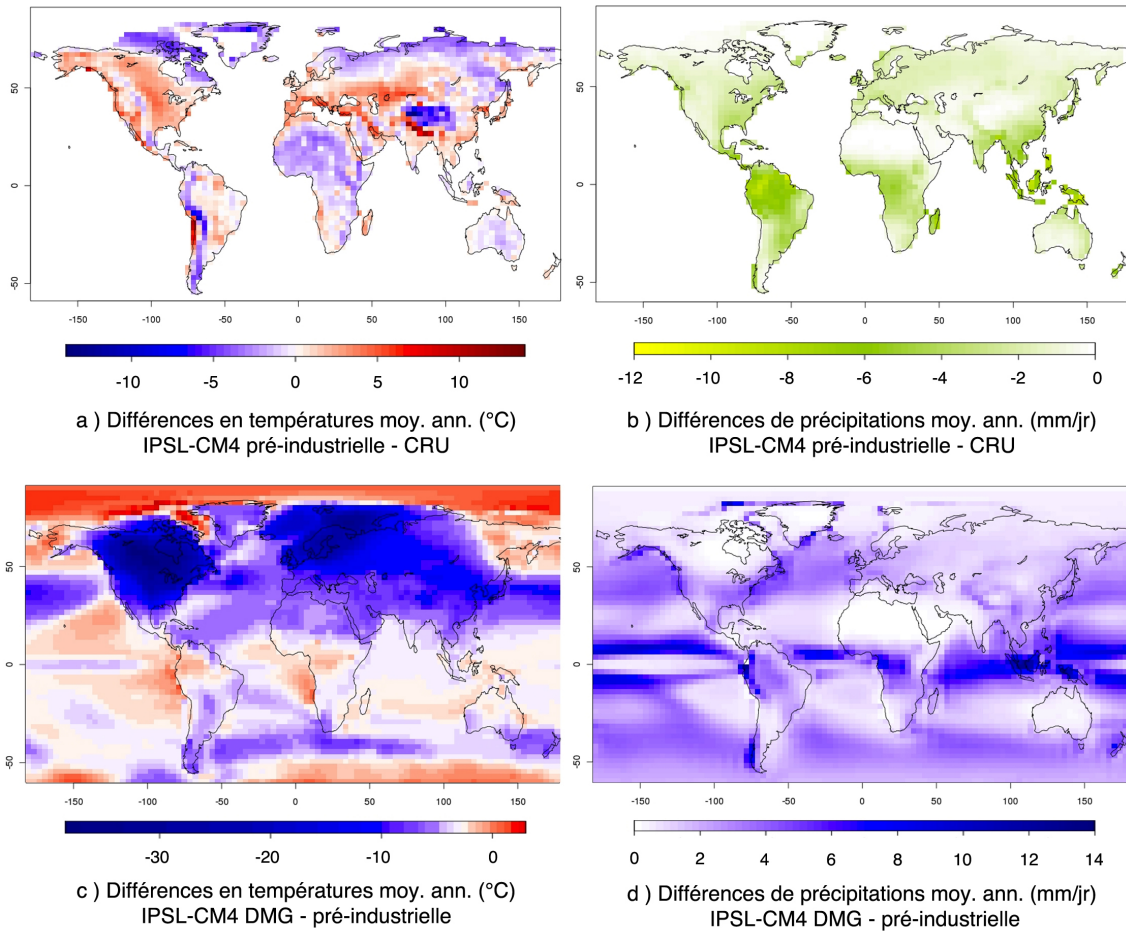 50
0
-50
-150 -100 -50 0 50 100 150
-10 -5 0 5 10
a ) Différences en températures moy. ann. (°C)
IPSL-CM4 pré-industrielle - CRU
50
0
-50
-150 -100 -50 0 50 100 150
-12 -10 -8 -6 -4 -2 0
b ) Différences de précipitations moy. ann. (mm/jr)
IPSL-CM4 pré-industrielle - CRU
50
0
-50
-150 -100 -50 0 50 100 150
-30 -20 -10 0
c ) Différences en températures moy. ann. (°C)
IPSL-CM4 DMG - pré-industrielle
50
0
-50
-150 -100 -50 0 50 100 150
0 2 4 6 8 10 12 14
d ) Différences de précipitations moy. ann. (mm/jr)
IPSL-CM4 DMG - pré-industrielle